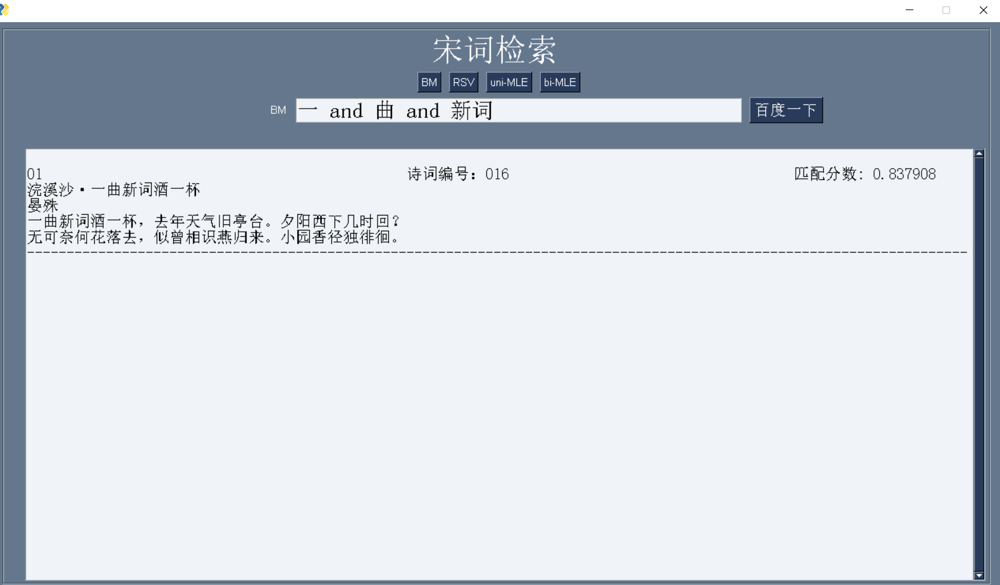 宋词检索
BM RSV uni-MLE bi-MLE
BM 一 and 曲 and 新词 百度一下
01 诗词编号：016 匹配分数: 0.837908
浣溪沙·一曲新词酒一杯
晏殊
一曲新词酒一杯，去年天气旧亭台。夕阳西下几时回？
无可奈何花落去，似曾相识燕归来。小园香径独徘徊。
-----------------------------------------------------------------------------------------------------------------------